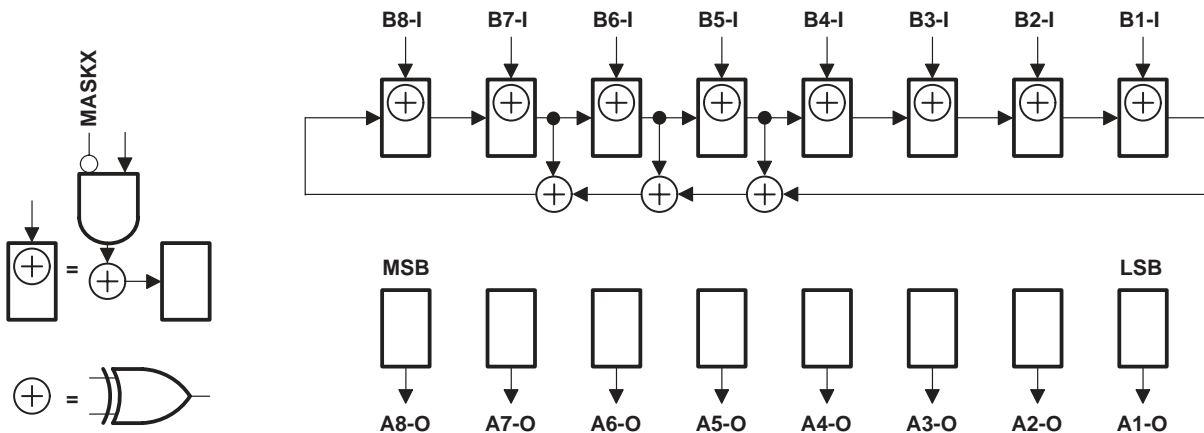 B8-I B7-I B6-I B5-I B4-I B3-I B2-I B1-I
MASKX
=
MSB LSB
=
A8-O A7-O A6-O A5-O A4-O A3-O A2-O A1-O